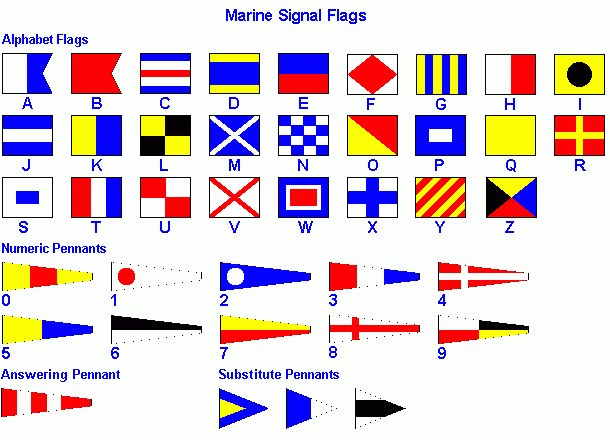 Marine Signal Flags
Alphabet Flags
A B C D E F G H I
J K L M N O P Q R
S T U V W X Y Z
Numeric Pennants
0 1 2 3 4
5 6 7 8 9
Answering Pennant Substitute Pennants